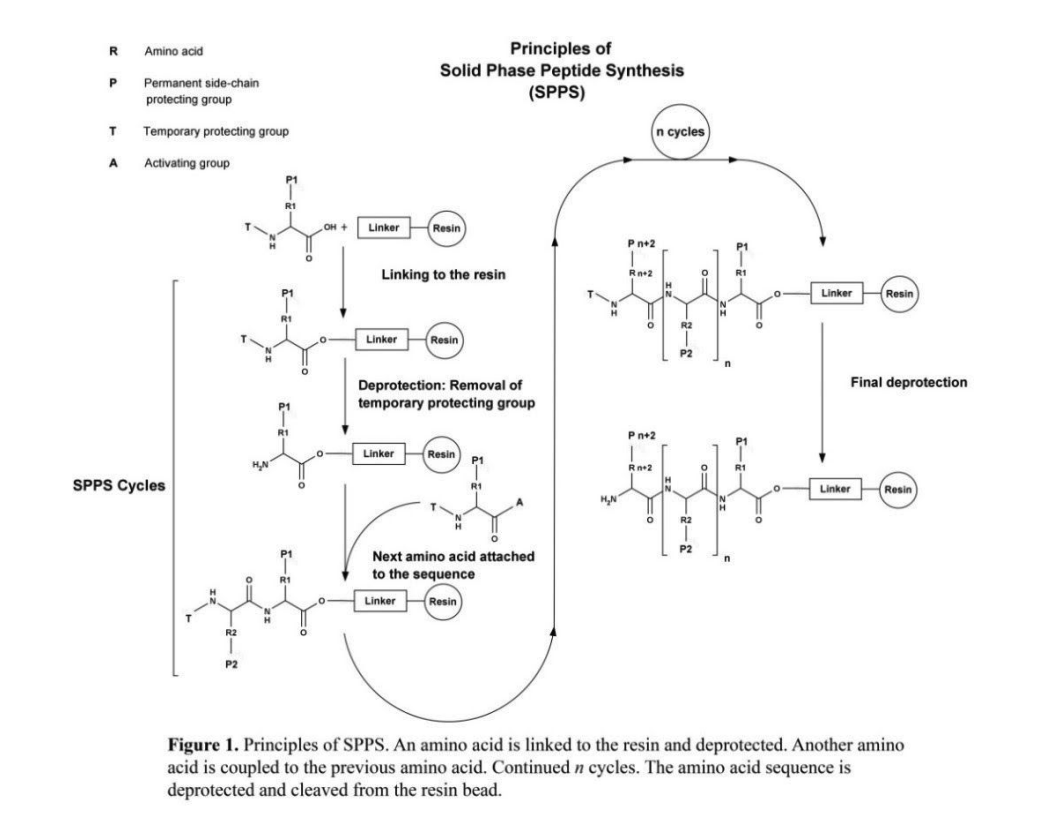 Principles of
Solid Phase Peptide Synthesis
(SPPS)
R Amino acid
P Permanent side-chain
protecting group
T Temporary protecting group
A Activating group
n cycles
P1
R1
T
N
H
OH +
O
Linker
Resin
Linking to the resin
P1
R1
T
N
H
O
O
Linker
Resin
Deprotection: Removal of
temporary protecting group
P1
R1
H₂N
O
O
Linker
Resin
SPPS Cycles
P1
R1
T
N
H
A
O
Next amino acid attached
to the sequence
P1
R1
O
H
N
T
N
H
O
O
R2
P2
Linker
Resin
P n+2
R n+2
T
N
H
O
H
N
O
R2
P2
N
H
n
P1
R1
O
O
Linker
Resin
Final deprotection
P n+2
R n+2
H₂N
O
H
N
O
R2
P2
N
H
n
P1
R1
O
O
Linker
Resin
Figure 1. Principles of SPPS. An amino acid is linked to the resin and deprotected. Another amino
acid is coupled to the previous amino acid. Continued n cycles. The amino acid sequence is
deprotected and cleaved from the resin bead.